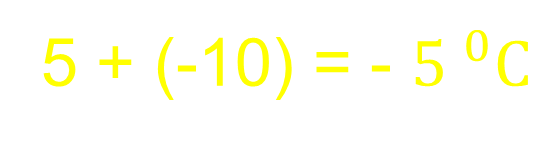 5 + (-10) = - 5 ⁰C